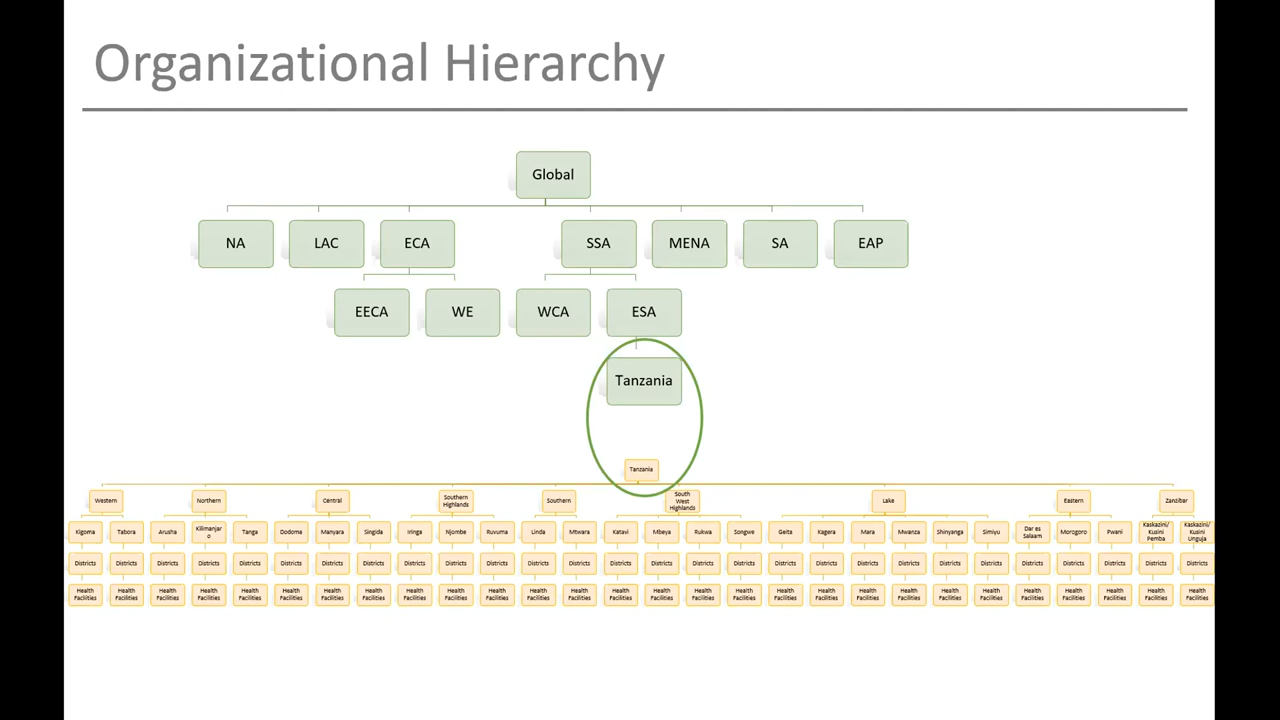 Organizational Hierarchy
Global
NA LAC ECA SSA MENA SA EAP
EECA WE WCA ESA
Tanzania
Tanzania
Western Northern Central Southern Highlands Southern South West Highlands Lake Eastern Zanzibar
Kigoma Tabora Arusha Kilimanjar o Tanga Dodoma Manyara Singida Iringa Njombe Ruvuma Linda Mtwara Katavi Mbeya Rukwa Songwe Geita Kagera Mara Mwanza Shinyanga Simiyu Dar es Salaam Morogoro Pwani Kaskazini/ Kusini Pemba Kaskazini/ Kusini Unguja
Districts Districts Districts Districts Districts Districts Districts Districts Districts Districts Districts Districts Districts Districts Districts Districts Districts Districts Districts Districts Districts Districts Districts Districts Districts Districts Districts Districts
Health Facilities Health Facilities Health Facilities Health Facilities Health Facilities Health Facilities Health Facilities Health Facilities Health Facilities Health Facilities Health Facilities Health Facilities Health Facilities Health Facilities Health Facilities Health Facilities Health Facilities Health Facilities Health Facilities Health Facilities Health Facilities Health Facilities Health Facilities Health Facilities Health Facilities Health Facilities Health Facilities Health Facilities